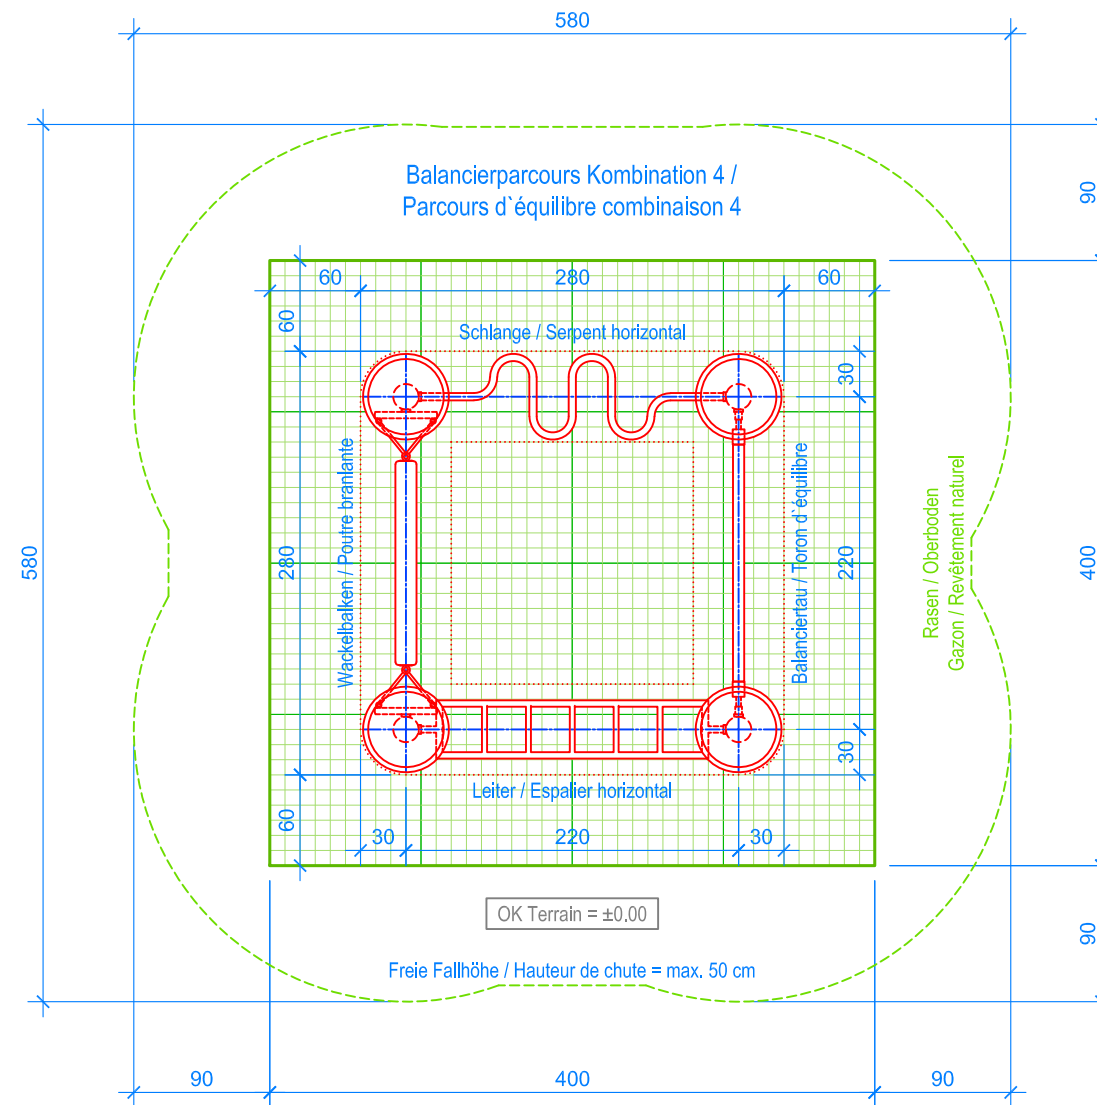 580
90
Balancierparcours Kombination 4 /
Parcours d`équilibre combinaison 4
60
280
60
60
Schlange / Serpent horizontal
30
Wackelbalken / Poutre branlante
280
Balanciertau / Toron d`équilibre
220
Rasen / Oberboden
Gazon / Revêtement naturel
580
400
30
Leiter / Espalier horizontal
60
30
220
30
OK Terrain = ±0,00
90
Freie Fallhöhe / Hauteur de chute = max. 50 cm
90
400
90